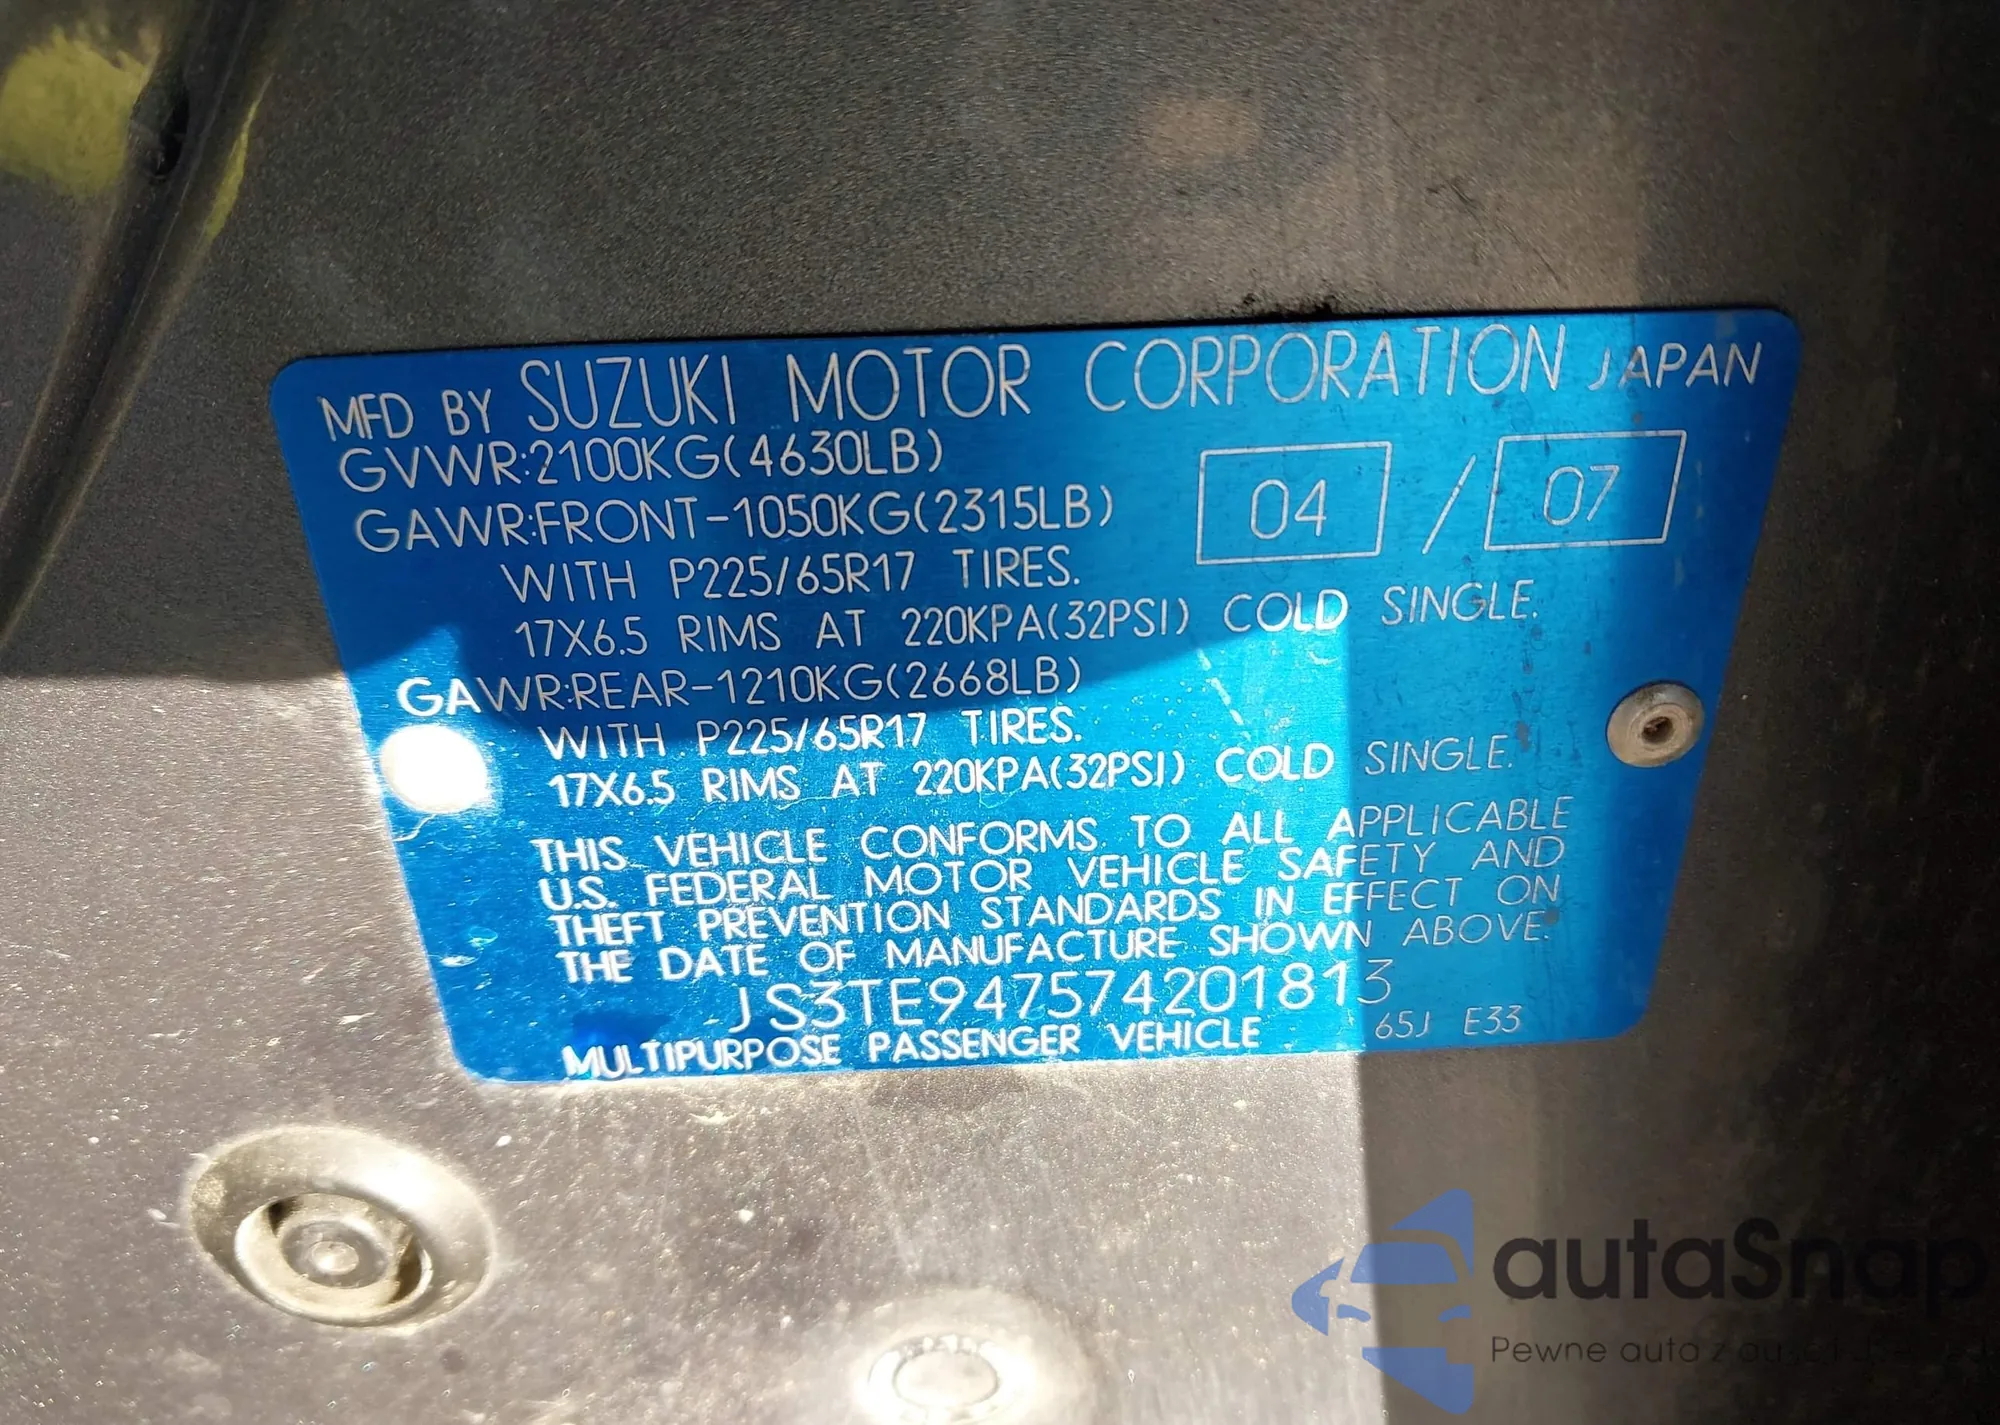 MFD BY SUZUKI MOTOR CORPORATION JAPAN
GVWR:2100KG(4630LB)
04 / 07
GAWR:FRONT-1050KG(2315LB)
WITH P225/65R17 TIRES.
17X6.5 RIMS AT 220KPA(32PSI) COLD SINGLE.
GAWR:REAR-1210KG(2668LB)
WITH P225/65R17 TIRES.
17X6.5 RIMS AT 220KPA(32PSI) COLD SINGLE.
THIS VEHICLE CONFORMS TO ALL APPLICABLE
U.S. FEDERAL MOTOR VEHICLE SAFETY AND
THEFT PREVENTION STANDARDS IN EFFECT ON
THE DATE OF MANUFACTURE SHOWN ABOVE.
JS3TE947574201813
MULTIPURPOSE PASSENGER VEHICLE
65J E33
autaSnap
Pewne auta z